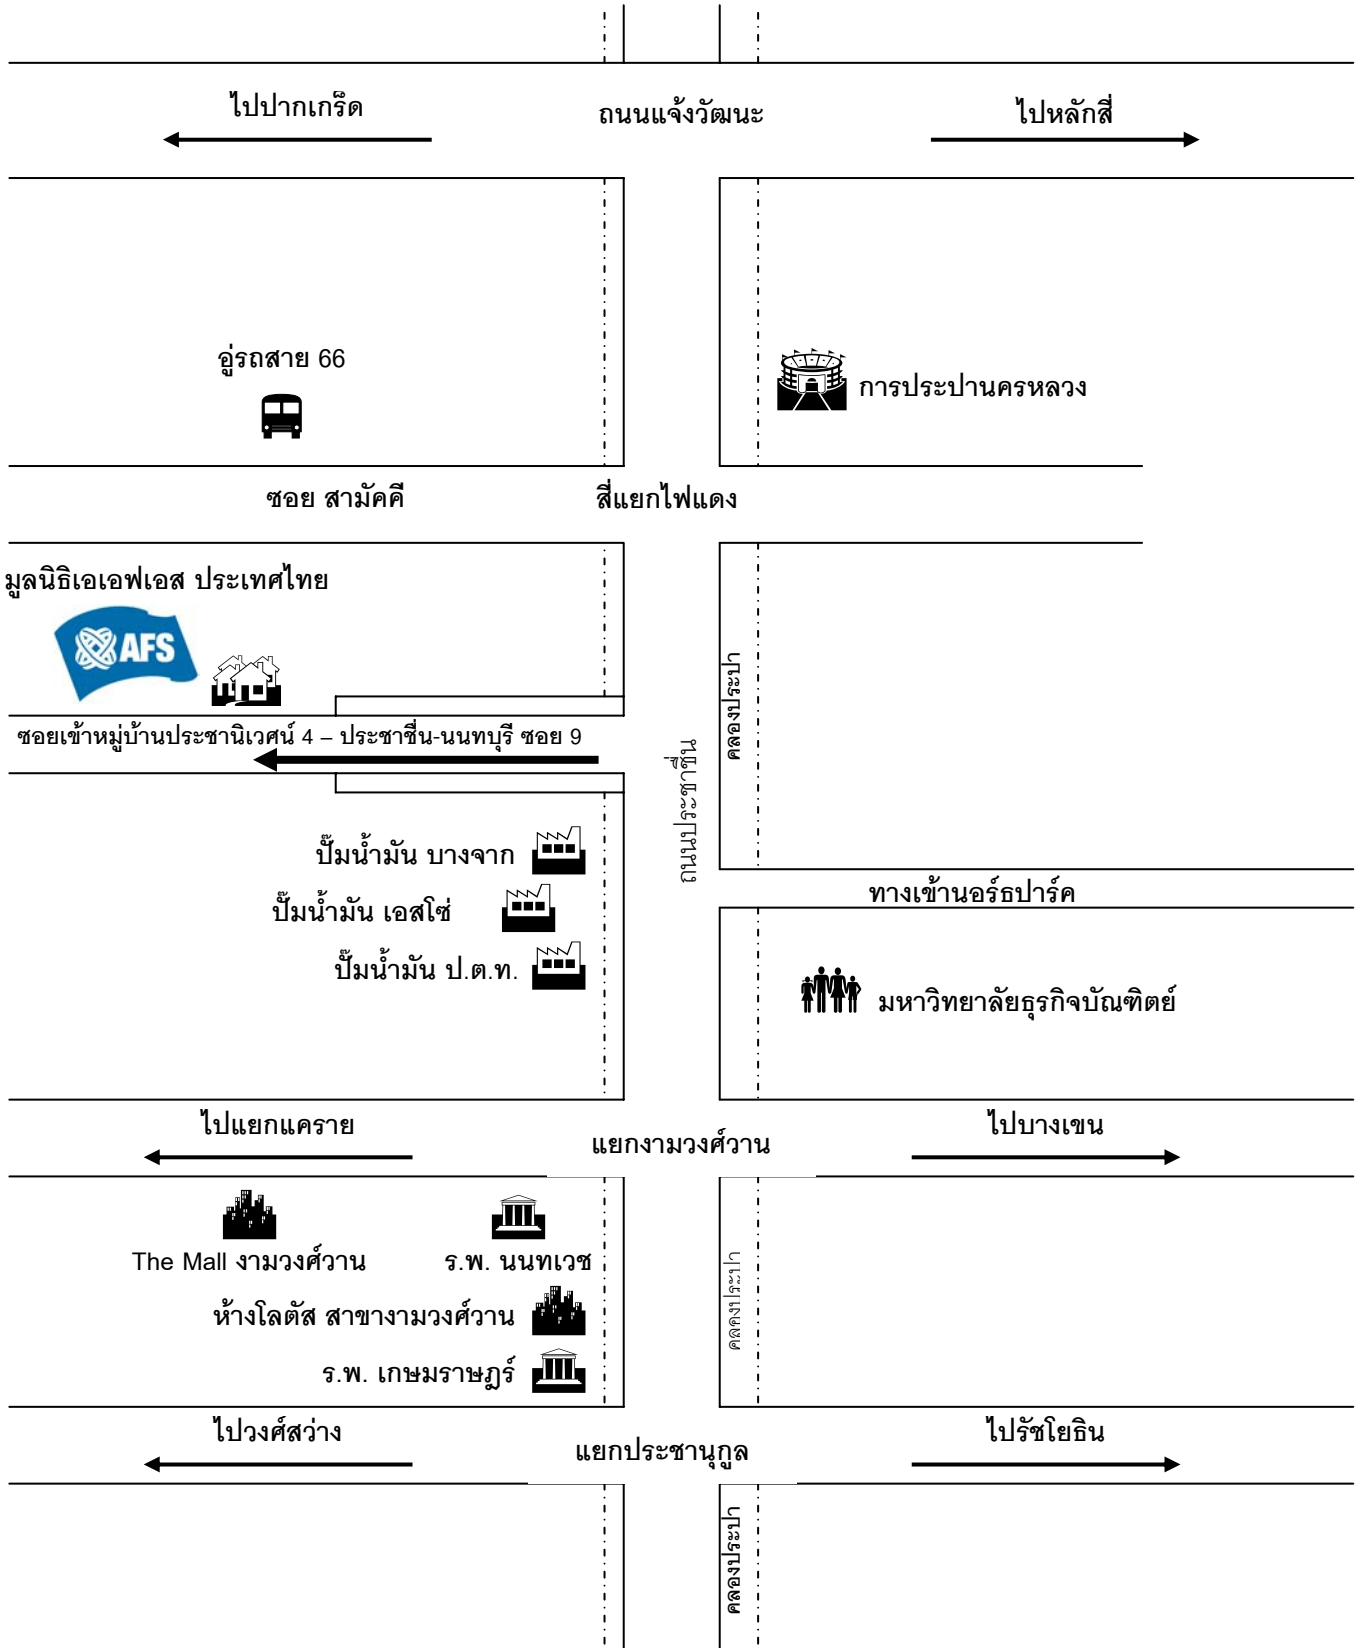 ไปปากเกร็ด
ถนนแจ้งวัฒนะ
ไปหลักสี่
อู่รถสาย 66
การประปานครหลวง
ซอย สามัคคี
สี่แยกไฟแดง
มูลนิธิเอเอฟเอส ประเทศไทย
AFS
คลองประปา
ซอยเข้าหมู่บ้านประชานิเวศน์ 4 – ประชาชื่น-นนทบุรี ซอย 9
ถนนประชาชื่น
ปั๊มน้ำมัน บางจาก
ทางเข้านอร์ธปาร์ค
ปั๊มน้ำมัน เอสโซ่
ปั๊มน้ำมัน ป.ต.ท.
มหาวิทยาลัยธุรกิจบัณฑิตย์
ไปแยกแคราย
แยกงามวงศ์วาน
ไปบางเขน
The Mall งามวงศ์วาน
ร.พ. นนทเวช
คลองประปา
ห้างโลตัส สาขางามวงศ์วาน
ร.พ. เกษมราษฎร์
ไปวงศ์สว่าง
แยกประชานุกูล
ไปรัชโยธิน
คลองประปา